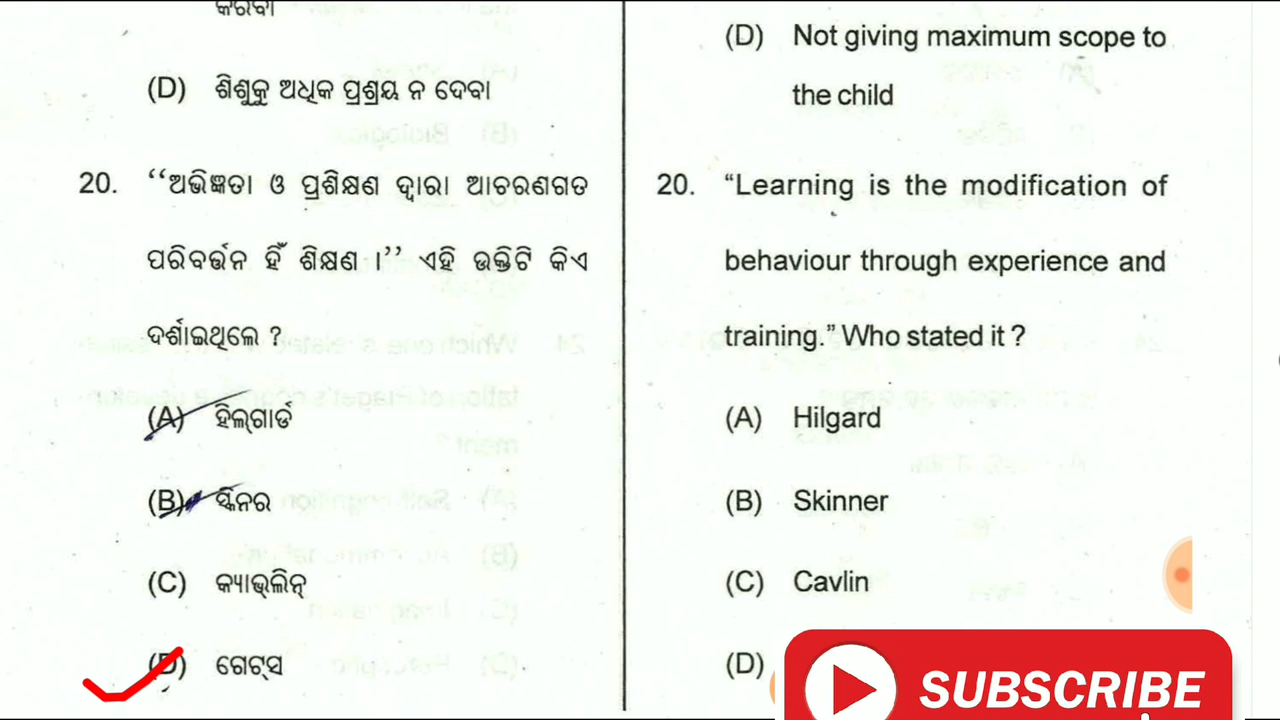 କରିବା
(D) ଶିଶୁକୁ ଅଧିକ ପ୍ରଶ୍ରୟ ନ ଦେବା
20. ‘‘ଅଭିଜ୍ଞତା ଓ ପ୍ରଶିକ୍ଷଣ ଦ୍ୱାରା ଆଚରଣଗତ
ପରିବର୍ତ୍ତନ ହିଁ ଶିକ୍ଷଣ ।’’ ଏହି ଉକ୍ତିଟି କିଏ
ଦର୍ଶାଇଥିଲେ ?
(A) ହିଲ୍‌ଗାର୍ଡ
(B) ସ୍କିନର
(C) କ୍ୟାଭ୍‌ଲିନ୍
(D) ଗେଟ୍‌ସ
(D) Not giving maximum scope to
the child
20. “Learning is the modification of
behaviour through experience and
training.” Who stated it ?
(A) Hilgard
(B) Skinner
(C) Cavlin
(D)
SUBSCRIBE